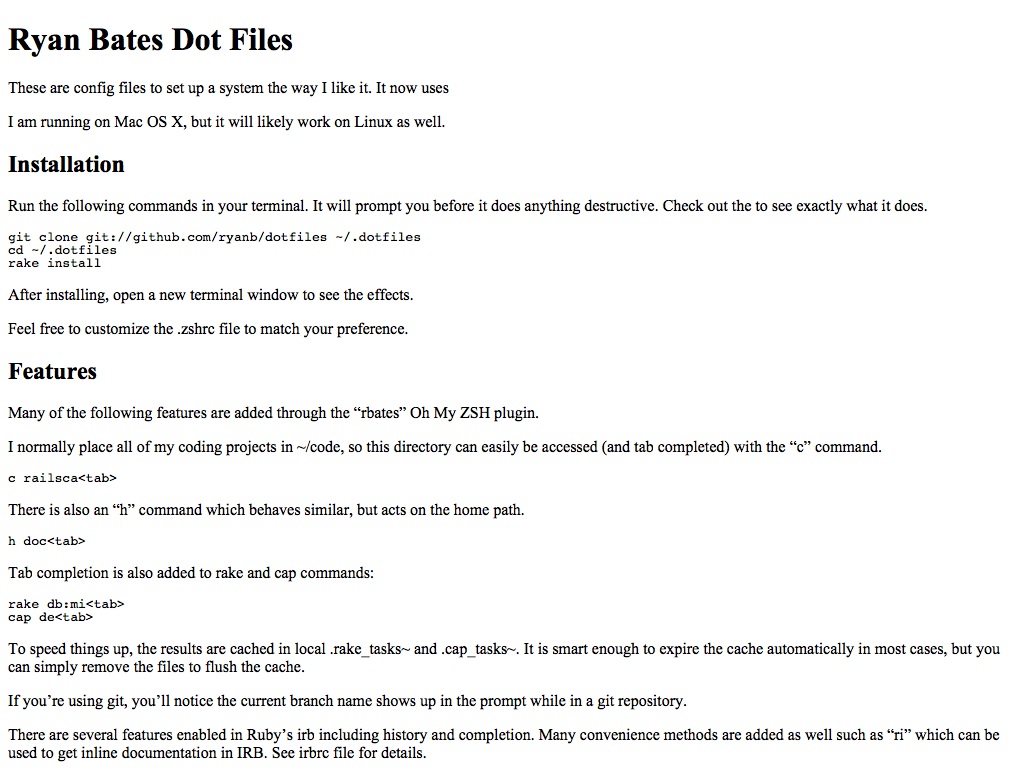 Ryan Bates Dot Files
These are config files to set up a system the way I like it. It now uses
I am running on Mac OS X, but it will likely work on Linux as well.
Installation
Run the following commands in your terminal. It will prompt you before it does anything destructive. Check out the to see exactly what it does.
git clone git://github.com/ryanb/dotfiles ~/.dotfiles
cd ~/.dotfiles
rake install
After installing, open a new terminal window to see the effects.
Feel free to customize the .zshrc file to match your preference.
Features
Many of the following features are added through the “rbates” Oh My ZSH plugin.
I normally place all of my coding projects in ~/code, so this directory can easily be accessed (and tab completed) with the “c” command.
c railsca<tab>
There is also an “h” command which behaves similar, but acts on the home path.
h doc<tab>
Tab completion is also added to rake and cap commands:
rake db:mi<tab>
cap de<tab>
To speed things up, the results are cached in local .rake_tasks~ and .cap_tasks~. It is smart enough to expire the cache automatically in most cases, but you
can simply remove the files to flush the cache.
If you’re using git, you’ll notice the current branch name shows up in the prompt while in a git repository.
There are several features enabled in Ruby’s irb including history and completion. Many convenience methods are added as well such as “ri” which can be
used to get inline documentation in IRB. See irbrc file for details.